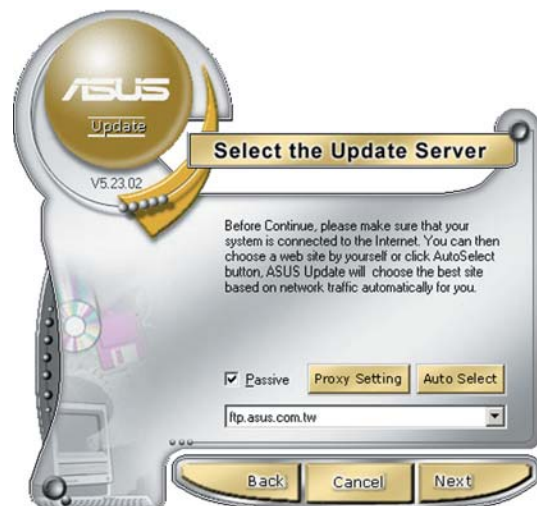 ASUS
Update
V5.23.02
Select the Update Server
Before Continue, please make sure that your
system is connected to the Internet. You can then
choose a web site by yourself or click AutoSelect
button, ASUS Update will choose the best site
based on network traffic automatically for you.
Passive
Proxy Setting
Auto Select
ftp.asus.com.tw
Back
Cancel
Next